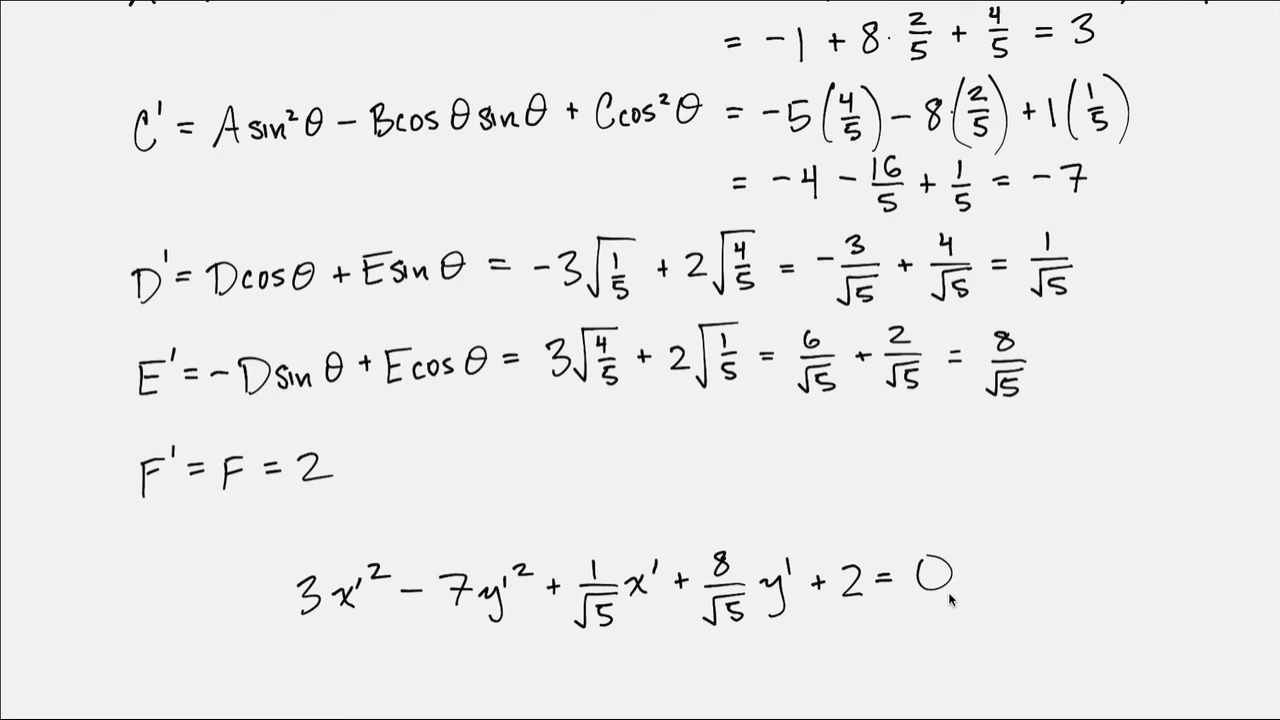 = -1 + 8 · 2/5 + 4/5 = 3
C' = A sin²θ - B cos θ sin θ + C cos²θ = -5(4/5) - 8·(2/5) + 1(1/5)
= -4 - 16/5 + 1/5 = -7
D' = D cos θ + E sin θ = -3√(1/5) + 2√(4/5) = -3/√5 + 4/√5 = 1/√5
E' = -D sin θ + E cos θ = 3√(4/5) + 2√(1/5) = 6/√5 + 2/√5 = 8/√5
F' = F = 2
3x'² - 7y'² + 1/√5 x' + 8/√5 y' + 2 = 0